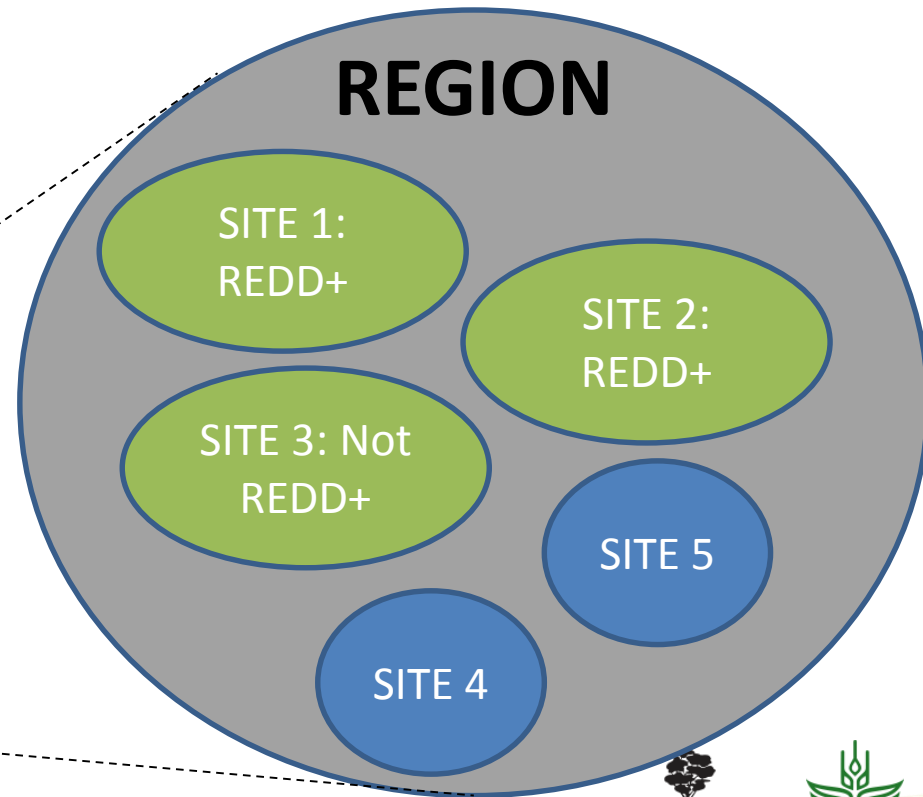 REGION
SITE 1:
REDD+
SITE 2:
REDD+
SITE 3: Not
REDD+
SITE 5
SITE 4